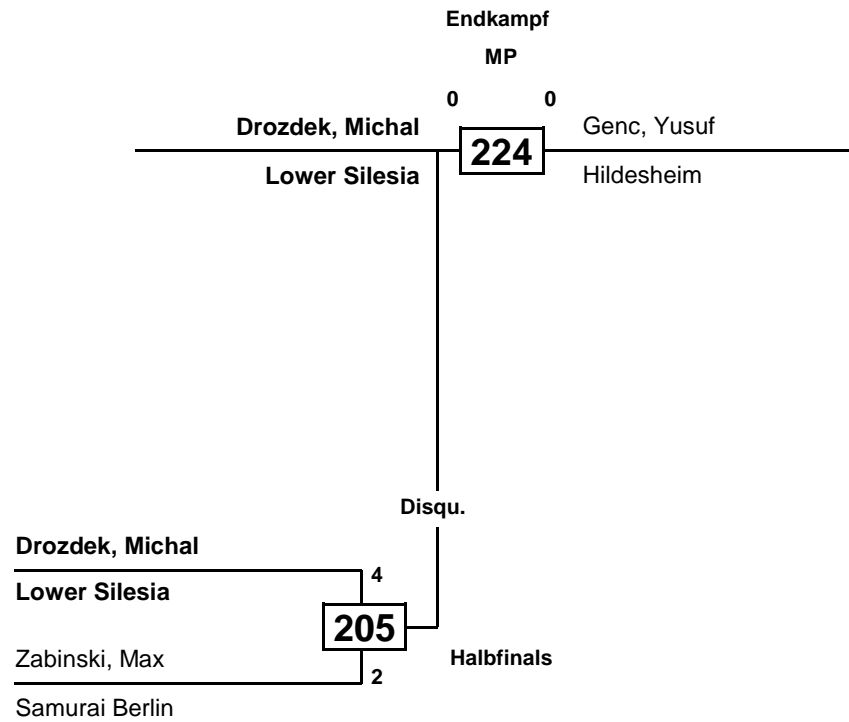 Endkampf
MP
0 0
Drozdek, Michal 224 Genc, Yusuf
Lower Silesia Hildesheim
Disqu.
Drozdek, Michal
4
Lower Silesia
205
Zabinski, Max Halbfinals
2
Samurai Berlin